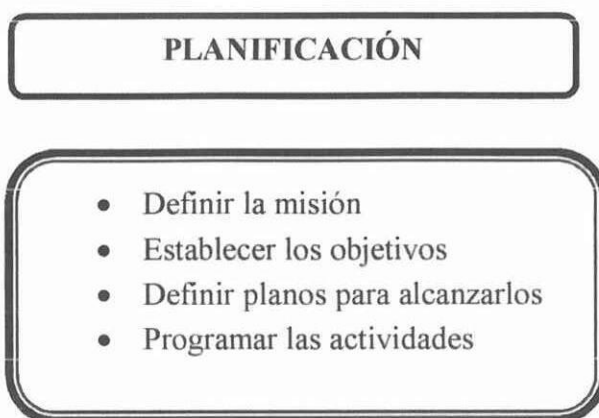 PLANIFICACIÓN
• Definir la misión
• Establecer los objetivos
• Definir planos para alcanzarlos
• Programar las actividades